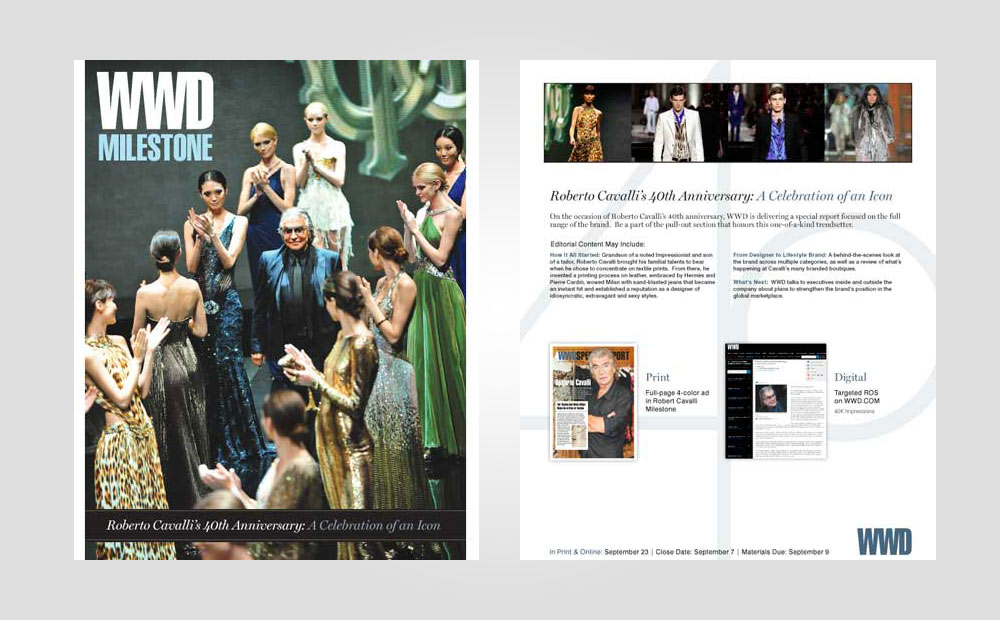 WWD
MILESTONE
Roberto Cavalli's 40th Anniversary: A Celebration of an Icon
Roberto Cavalli's 40th Anniversary: A Celebration of an Icon
On the occasion of Roberto Cavalli's 40th anniversary, WWD is delivering a special report focused on the full
range of the brand. Be a part of the pull-out section that honors this one-of-a-kind trendsetter.
Editorial Content May Include:
How It All Started: Grandson of a noted Impressionist and son
of a tailor, Roberto Cavalli brought his familial talents to bear
when he chose to concentrate on textile prints. From there, he
invented a printing process on leather, embraced by Hermès and
Pierre Cardin, wowed Milan with sand-blasted jeans that became
an instant hit and established a reputation as a designer of
idiosyncratic, extravagant and sexy styles.
From Designer to Lifestyle Brand: A behind-the-scenes look at
the brand across multiple categories, as well as a review of what's
happening at Cavalli's many branded boutiques.
What's Next: WWD talks to executives inside and outside the
company about plans to strengthen the brand's position in the
global marketplace.
40
WWD
Roberto Cavalli
Print
Full-page 4-color ad
in Robert Cavalli
Milestone
WWD
Digital
Targeted ROS
on WWD.COM
60K Impressions
In Print & Online: September 23 | Close Date: September 7 | Materials Due: September 9
WWD